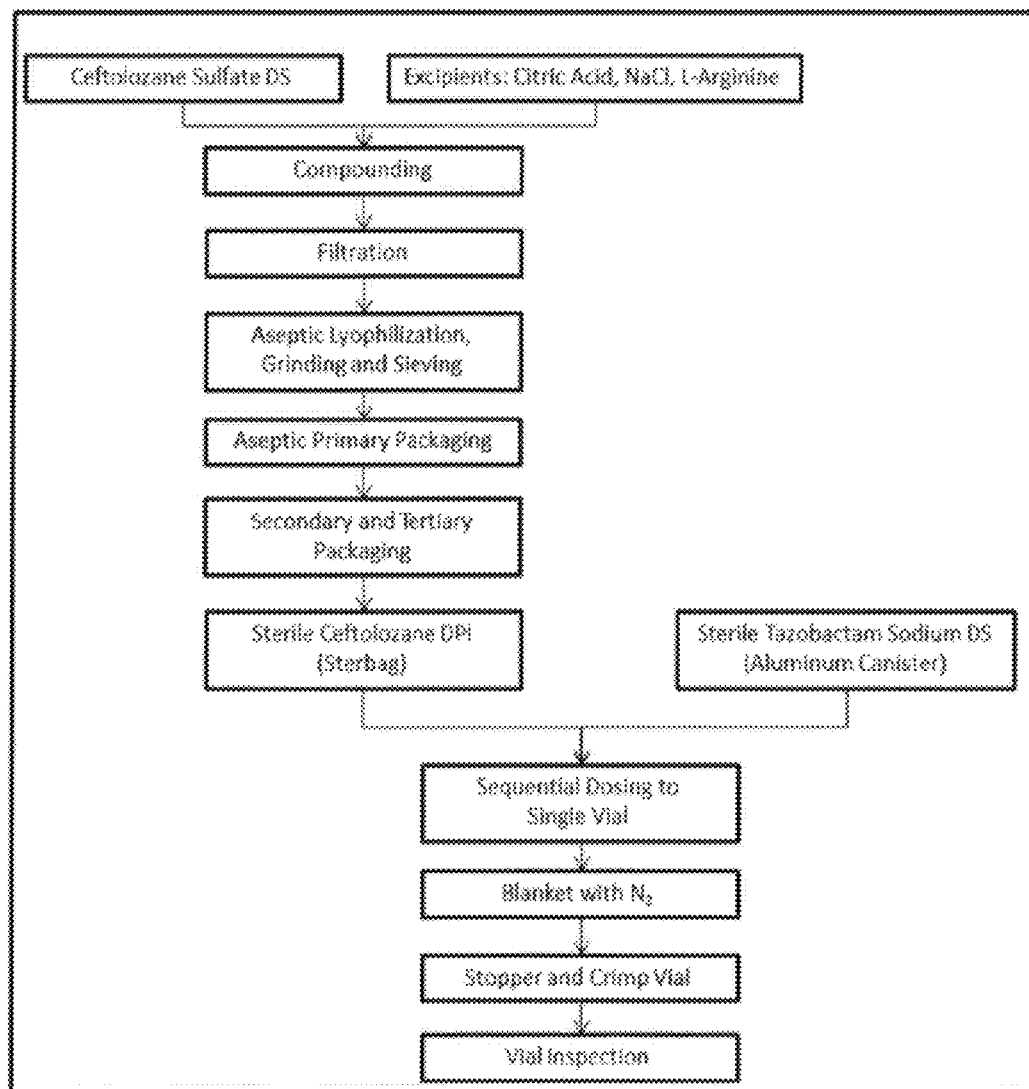 Ceftolozane Sulfate DS
Excipients: Citric Acid, NaCl, L-Arginine
Compounding
Filtration
Aseptic Lyophilization,
Grinding and Sieving
Aseptic Primary Packaging
Secondary and Tertiary
Packaging
Sterile Ceftolozane DPI
(Sterbag)
Sterile Tazobactam Sodium DS
(Aluminum Canister)
Sequential Dosing to
Single Vial
Blanket with N₂
Stopper and Crimp Vial
Vial Inspection